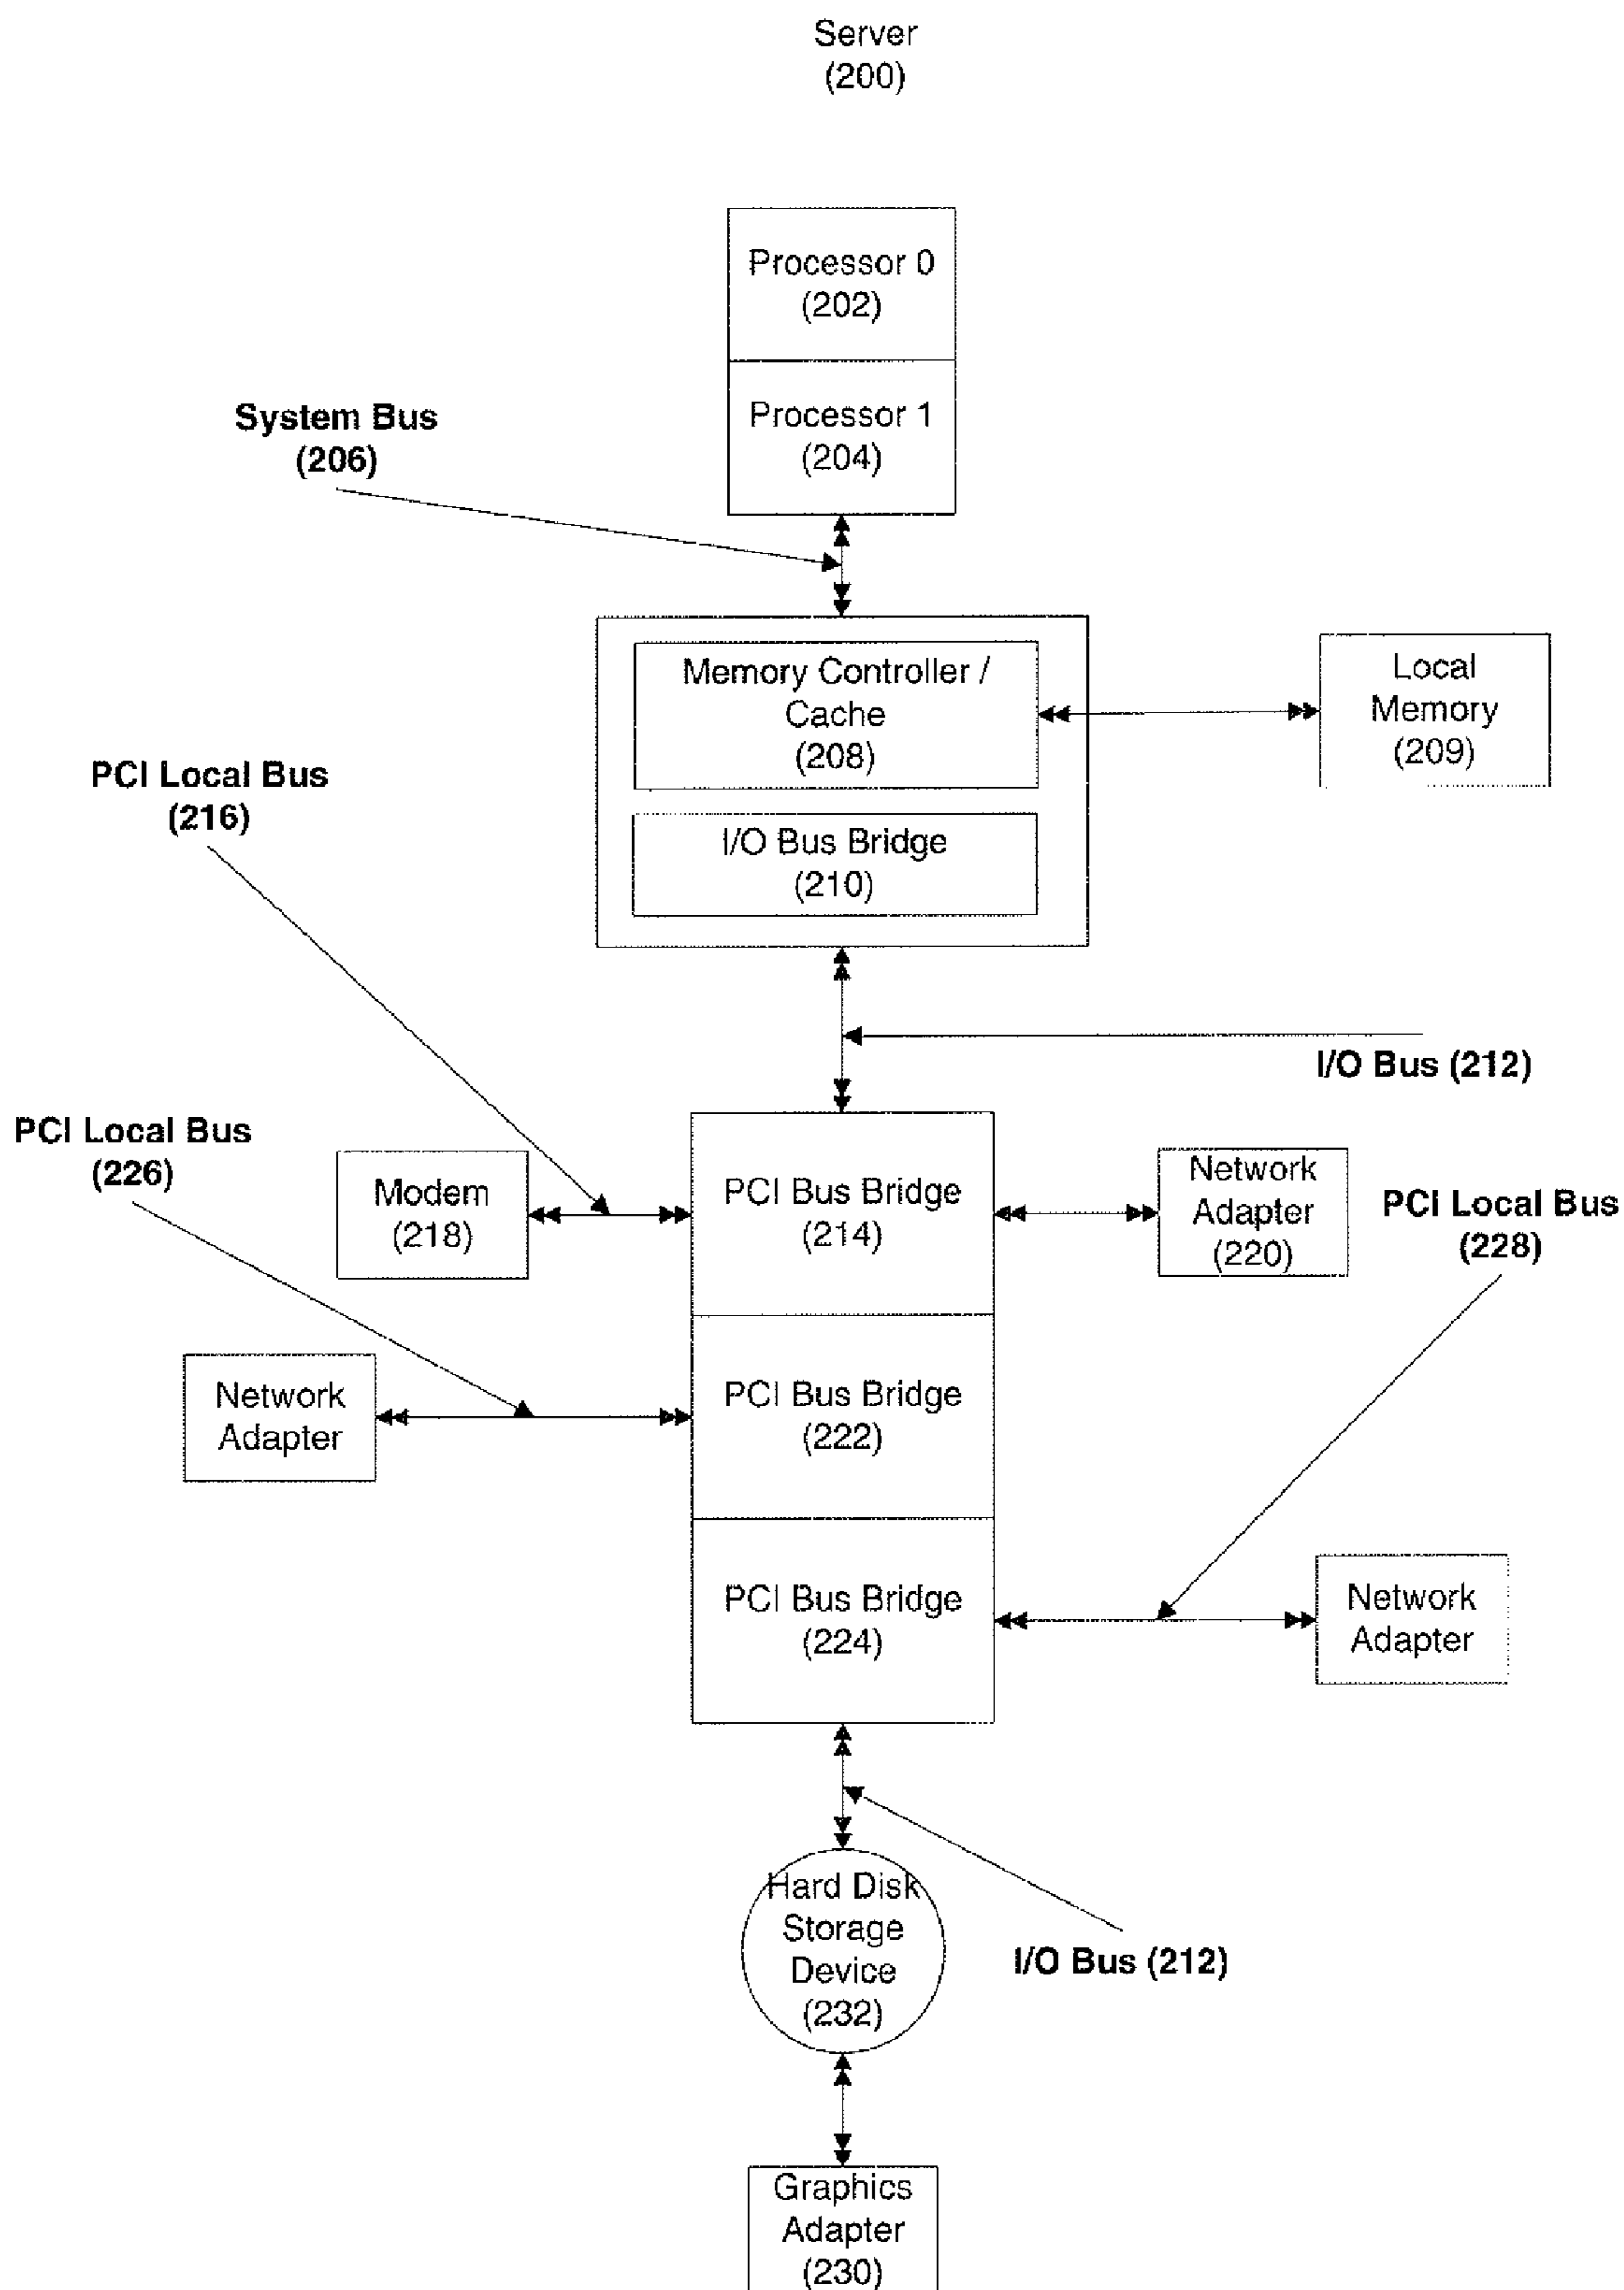 Server
(200)
Processor 0
(202)
Processor 1
(204)
System Bus
(206)
Memory Controller /
Cache
(208)
Local
Memory
(209)
I/O Bus Bridge
(210)
PCI Local Bus
(216)
I/O Bus (212)
PCI Local Bus
(226)
Modem
(218)
PCI Bus Bridge
(214)
Network
Adapter
(220)
PCI Local Bus
(228)
Network
Adapter
PCI Bus Bridge
(222)
PCI Bus Bridge
(224)
Network
Adapter
Hard Disk
Storage
Device
(232)
I/O Bus (212)
Graphics
Adapter
(230)